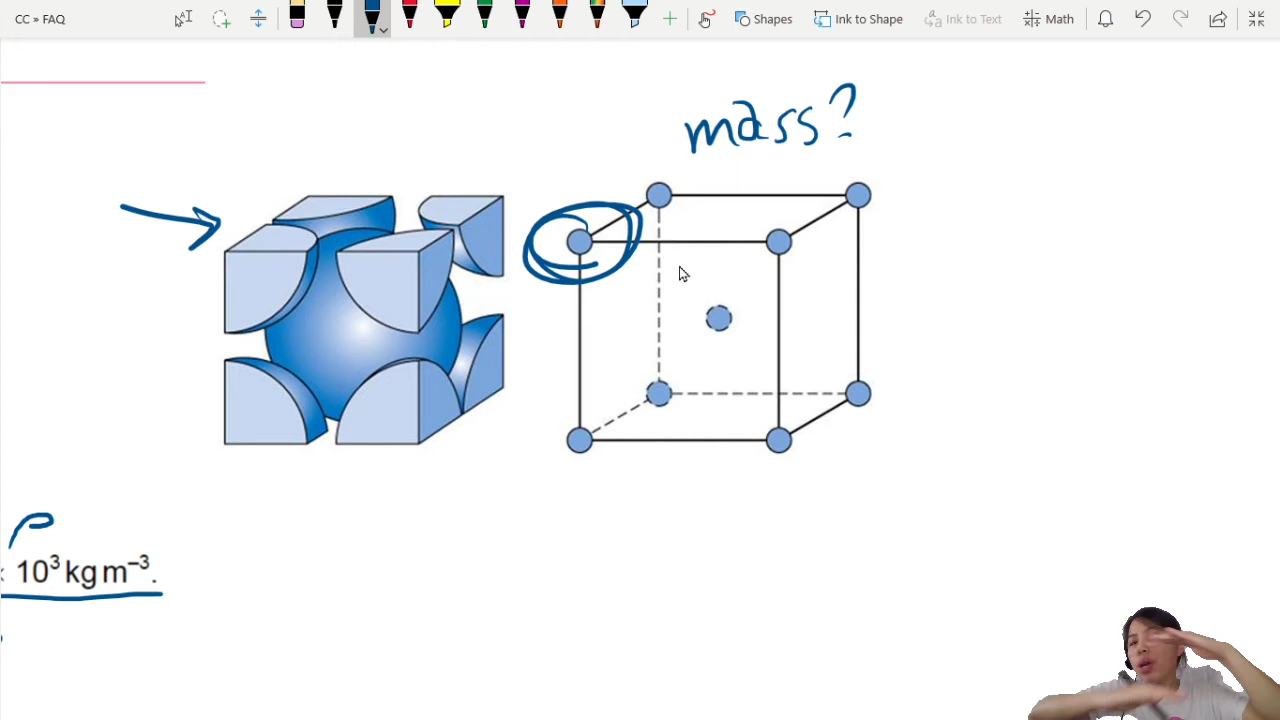 CC » FAQ
Shapes
Ink to Shape
Ink to Text
Math
mass?
ρ
10³ kg m⁻³.